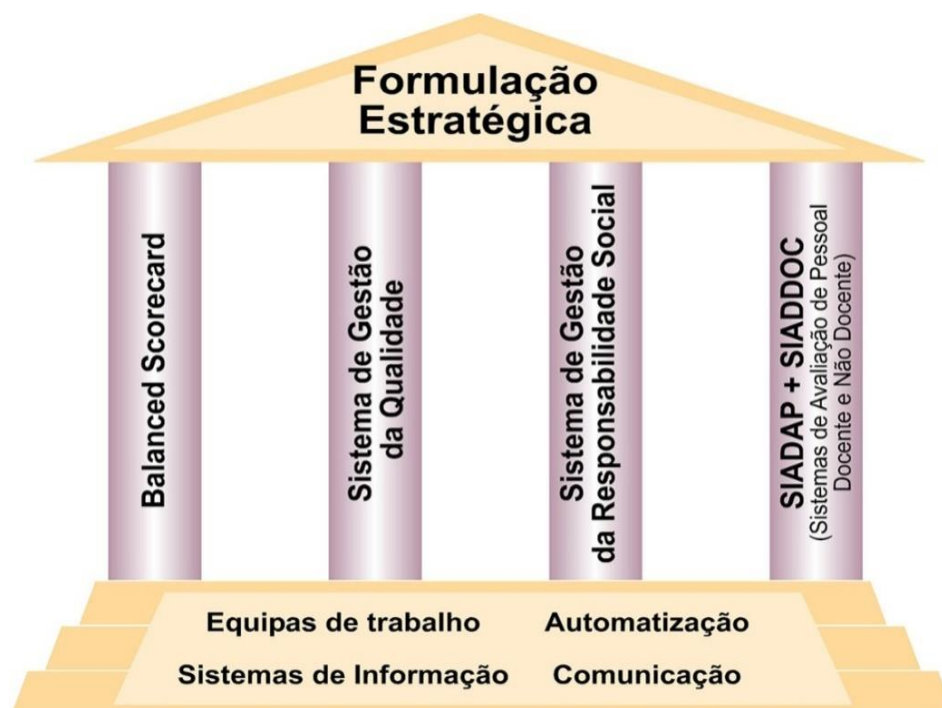 Formulação
Estratégica
Balanced Scorecard
Sistema de Gestão
da Qualidade
Sistema de Gestão
da Responsabilidade Social
SIADAP + SIADDOC
(Sistemas de Avaliação de Pessoal
Docente e Não Docente)
Equipas de trabalho
Automatização
Sistemas de Informação
Comunicação